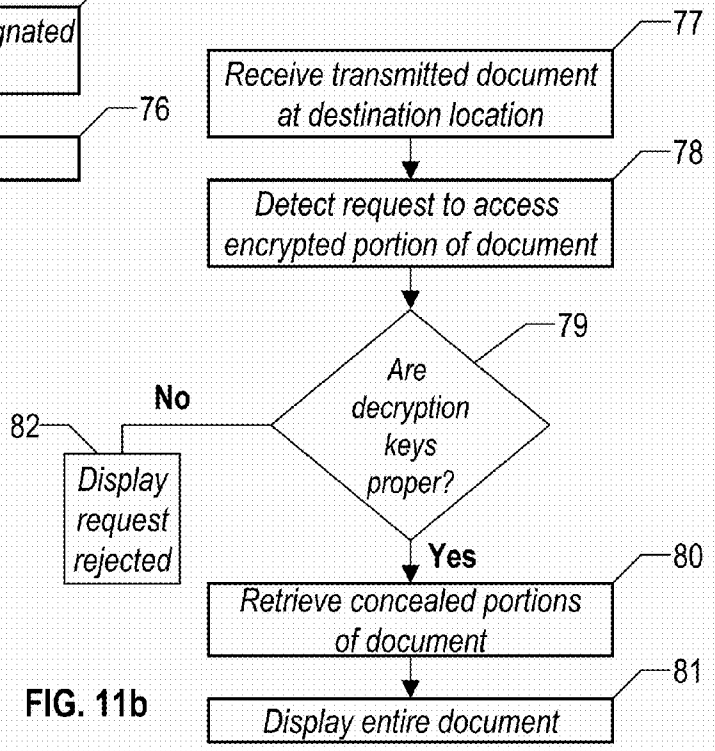 gnated
76
77
Receive transmitted document
at destination location
78
Detect request to access
encrypted portion of document
79
Are
decryption
keys
proper?
No
82
Display
request
rejected
Yes
80
Retrieve concealed portions
of document
81
Display entire document
FIG. 11b